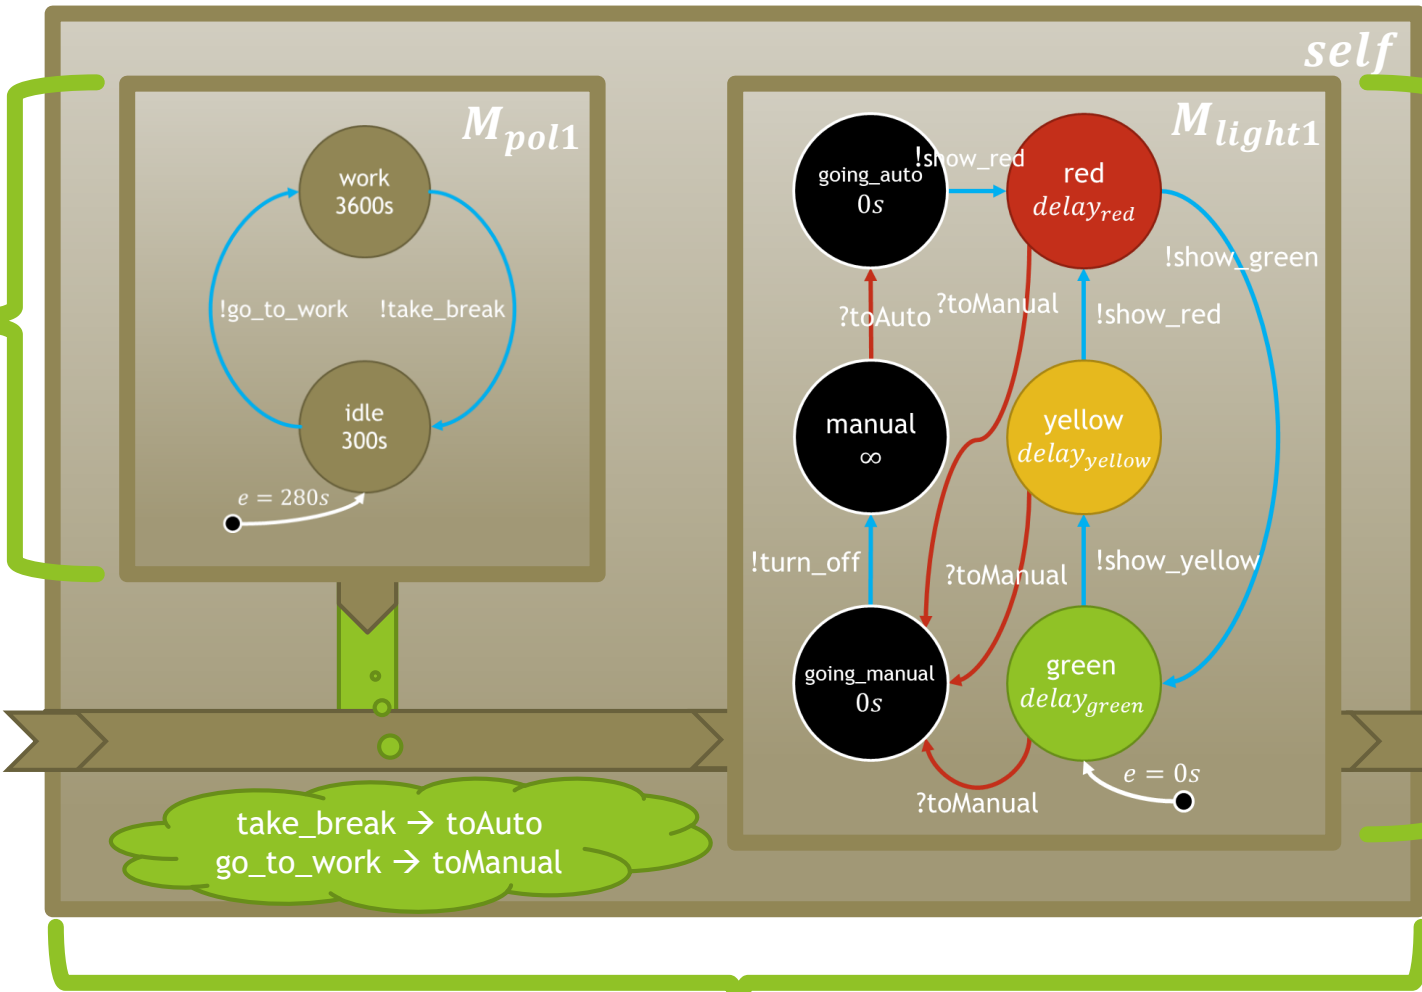 self
M_pol1
work
3600s
!go_to_work
!take_break
idle
300s
e = 280s
M_light1
going_auto
0s
!show_red
red
delay_red
!show_green
?toAuto
?toManual
!show_red
manual
∞
yellow
delay_yellow
!turn_off
?toManual
!show_yellow
going_manual
0s
green
delay_green
e = 0s
?toManual
take_break → toAuto
go_to_work → toManual